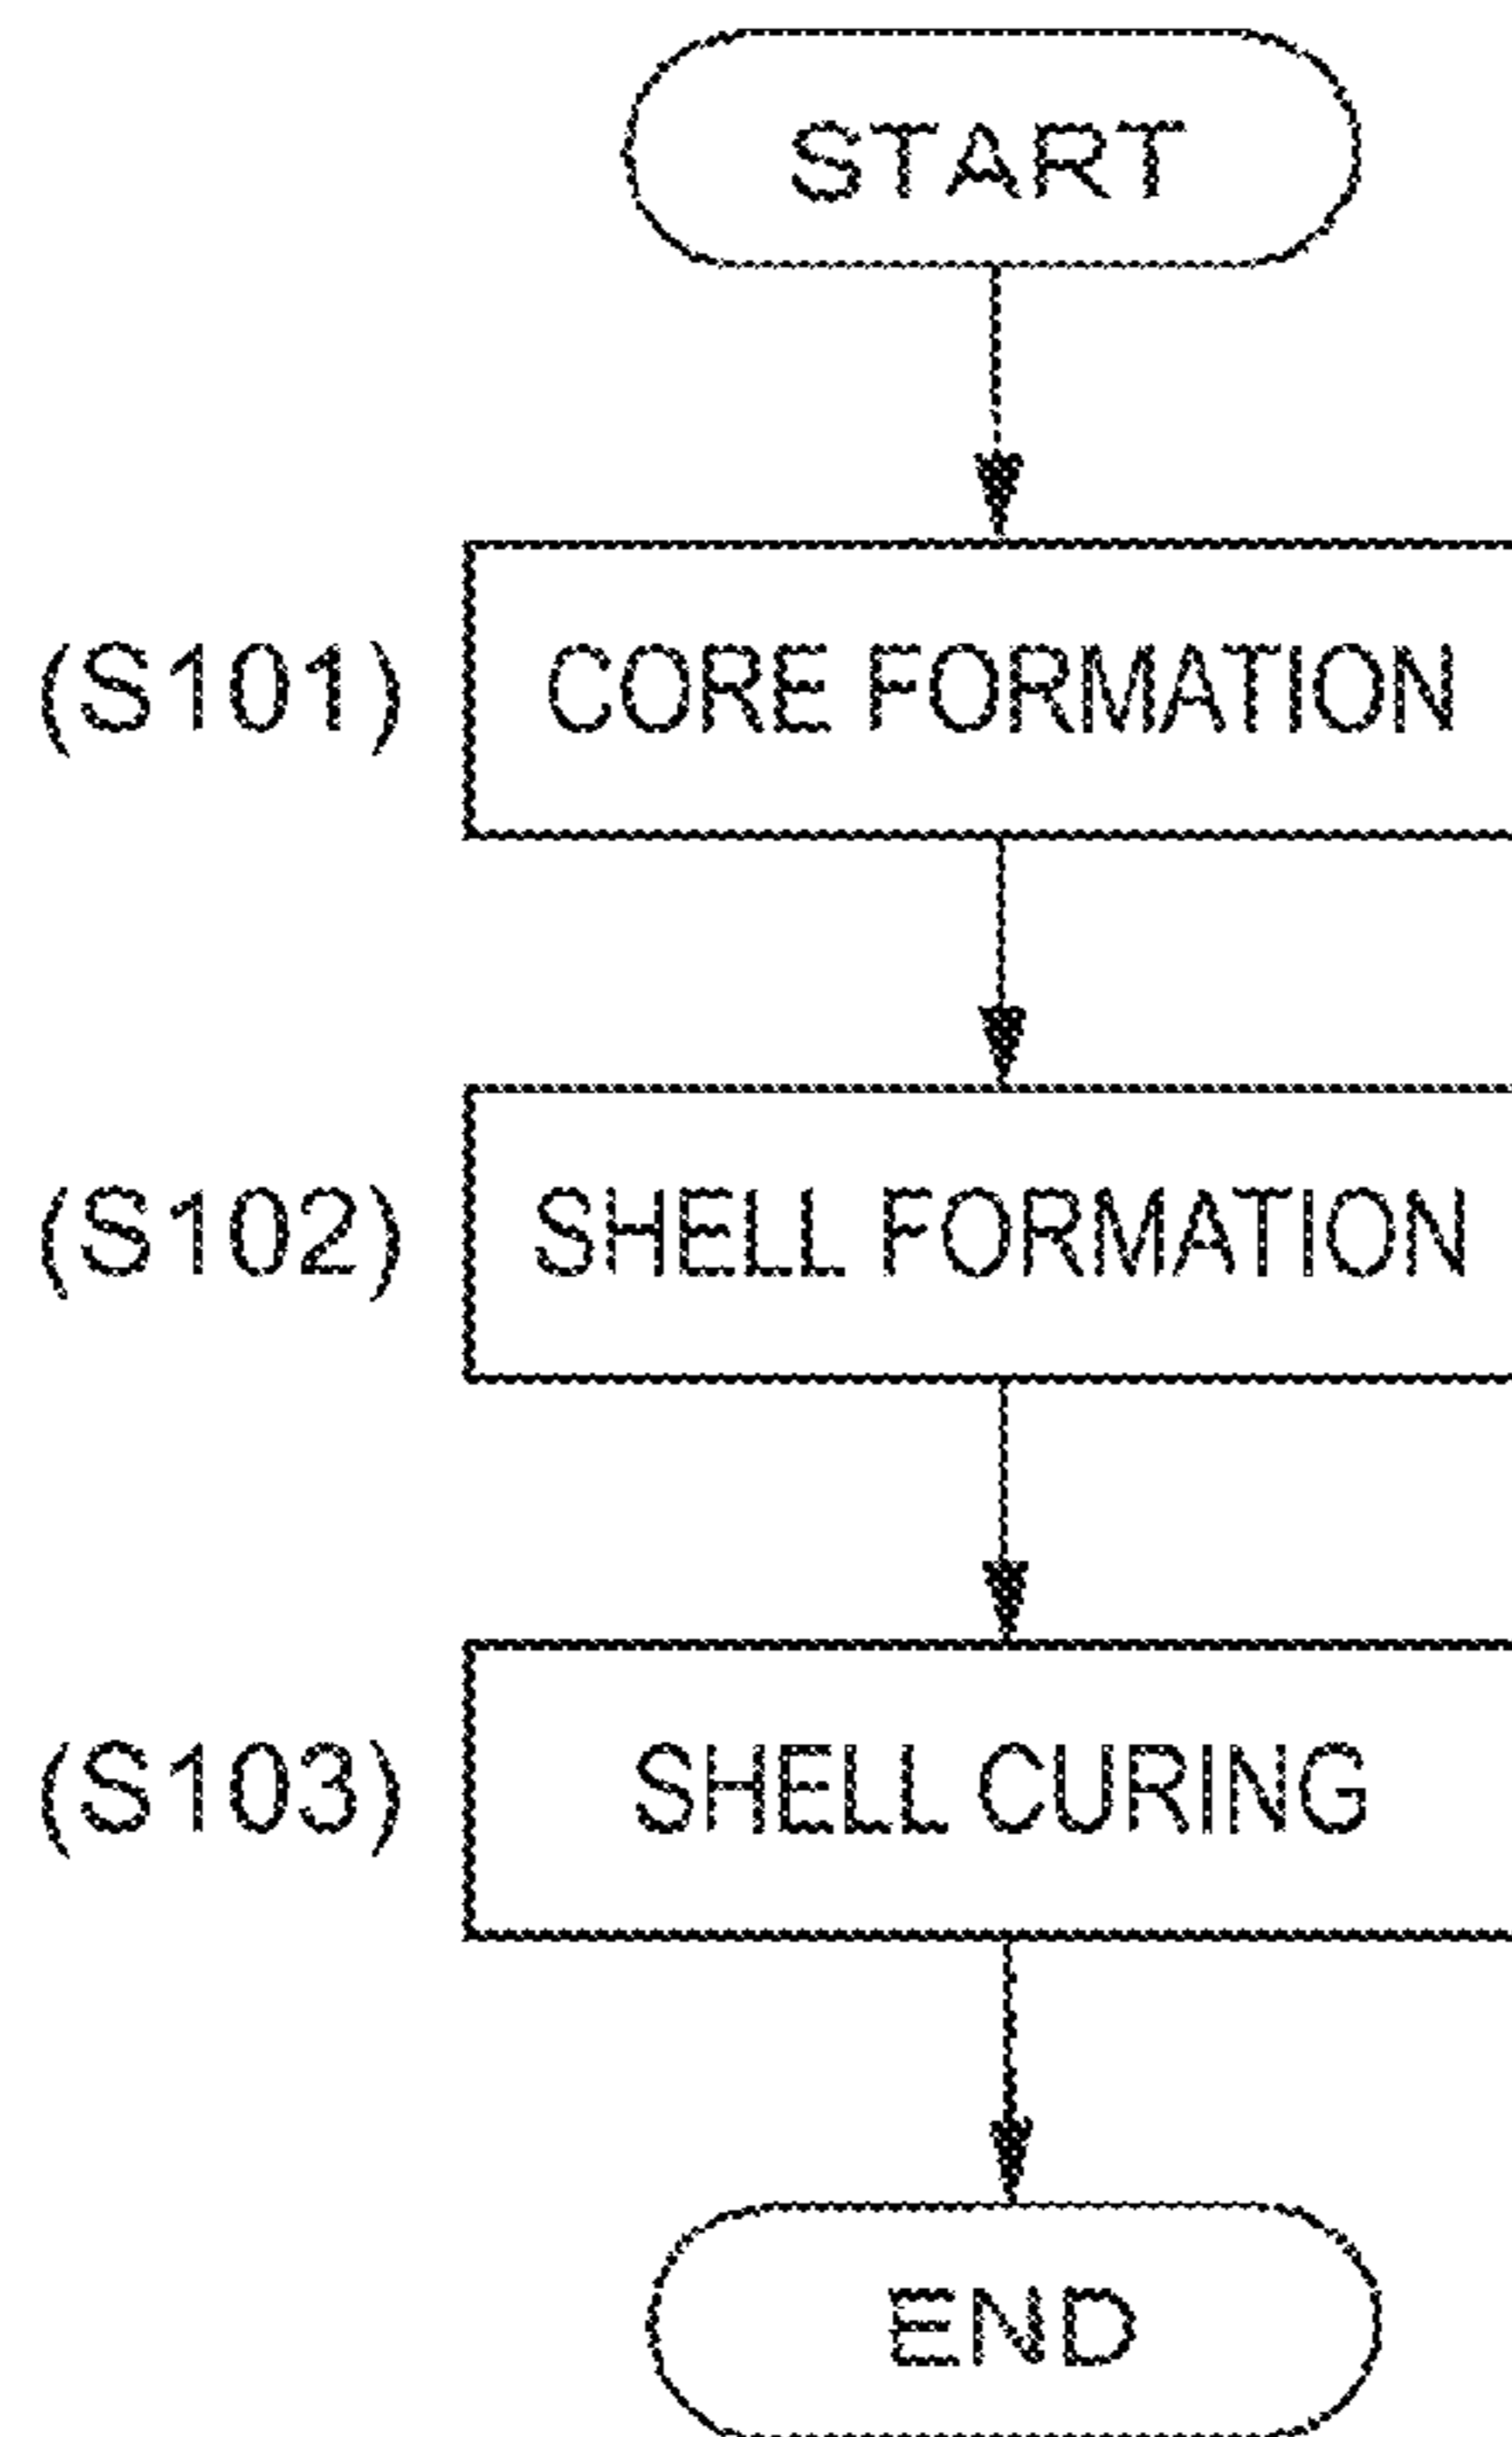 START
(S101) CORE FORMATION
(S102) SHELL FORMATION
(S103) SHELL CURING
END